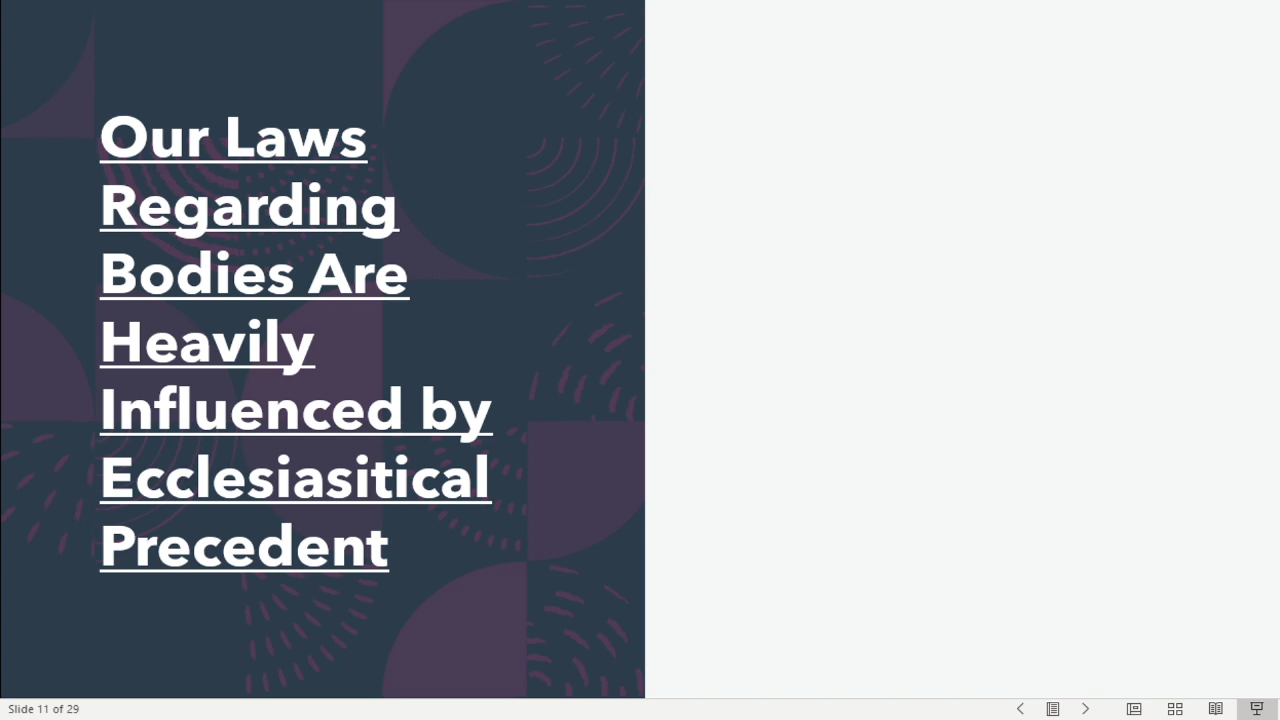 Our Laws
Regarding
Bodies Are
Heavily
Influenced by
Ecclesiasitical
Precedent
Slide 11 of 29